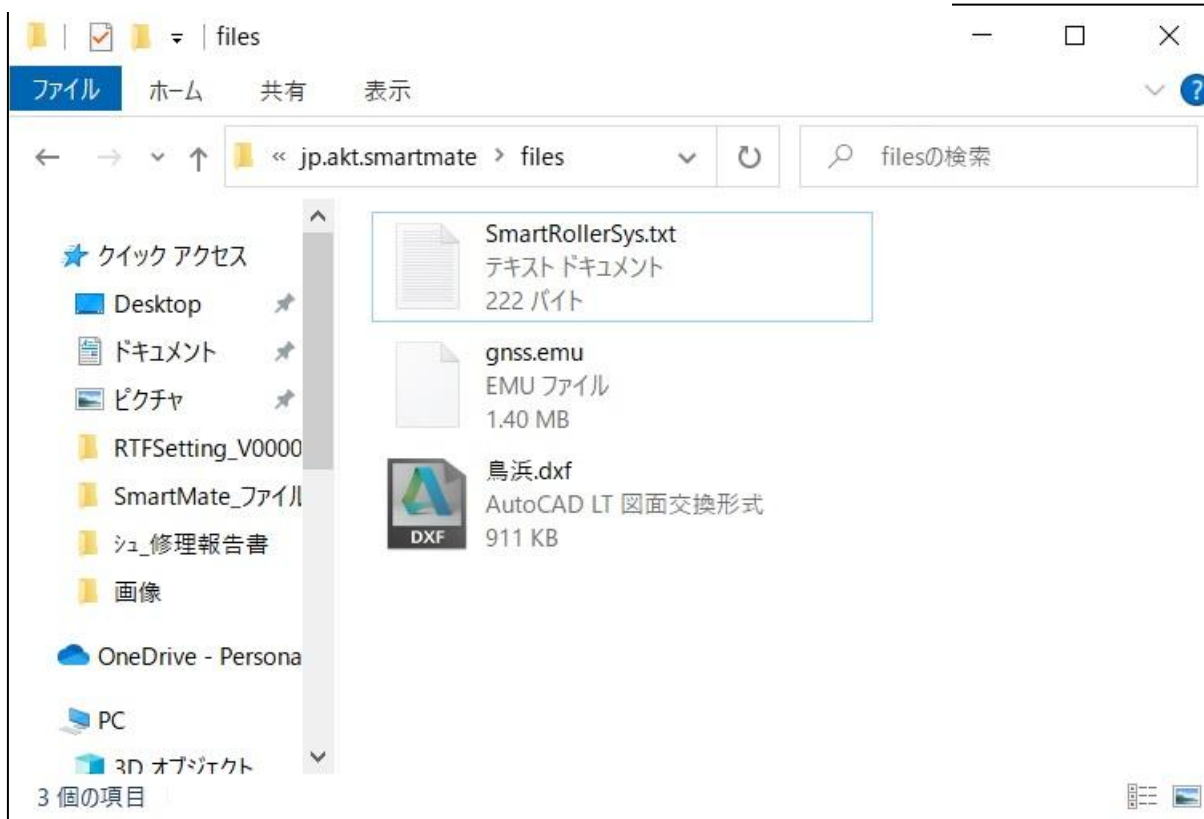 files
ファイル ホーム 共有 表示
« jp.akt.smartmate > files
filesの検索
クイック アクセス
Desktop
ドキュメント
ピクチャ
RTFSetting_V0000
SmartMate_ファイル
シュ_修理報告書
画像
OneDrive - Persona
PC
3D オブジェクト
SmartRollerSys.txt
テキスト ドキュメント
222 バイト
gnss.emu
EMU ファイル
1.40 MB
DXF
鳥浜.dxf
AutoCAD LT 図面交換形式
911 KB
3 個の項目